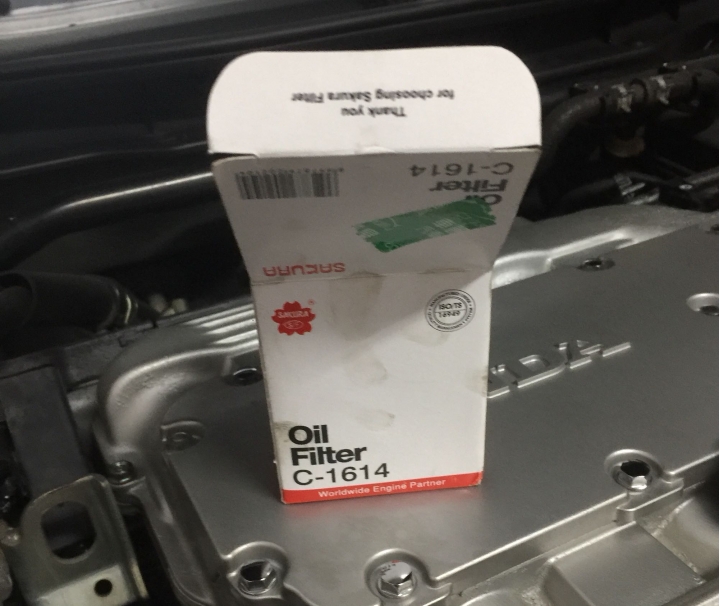 Thank you
for choosing Sakura Filter
Oil
Filter
C-1614
SAKURA
SAKURA
ISO/TS
16949
Oil
Filter
C-1614
Worldwide Engine Partner